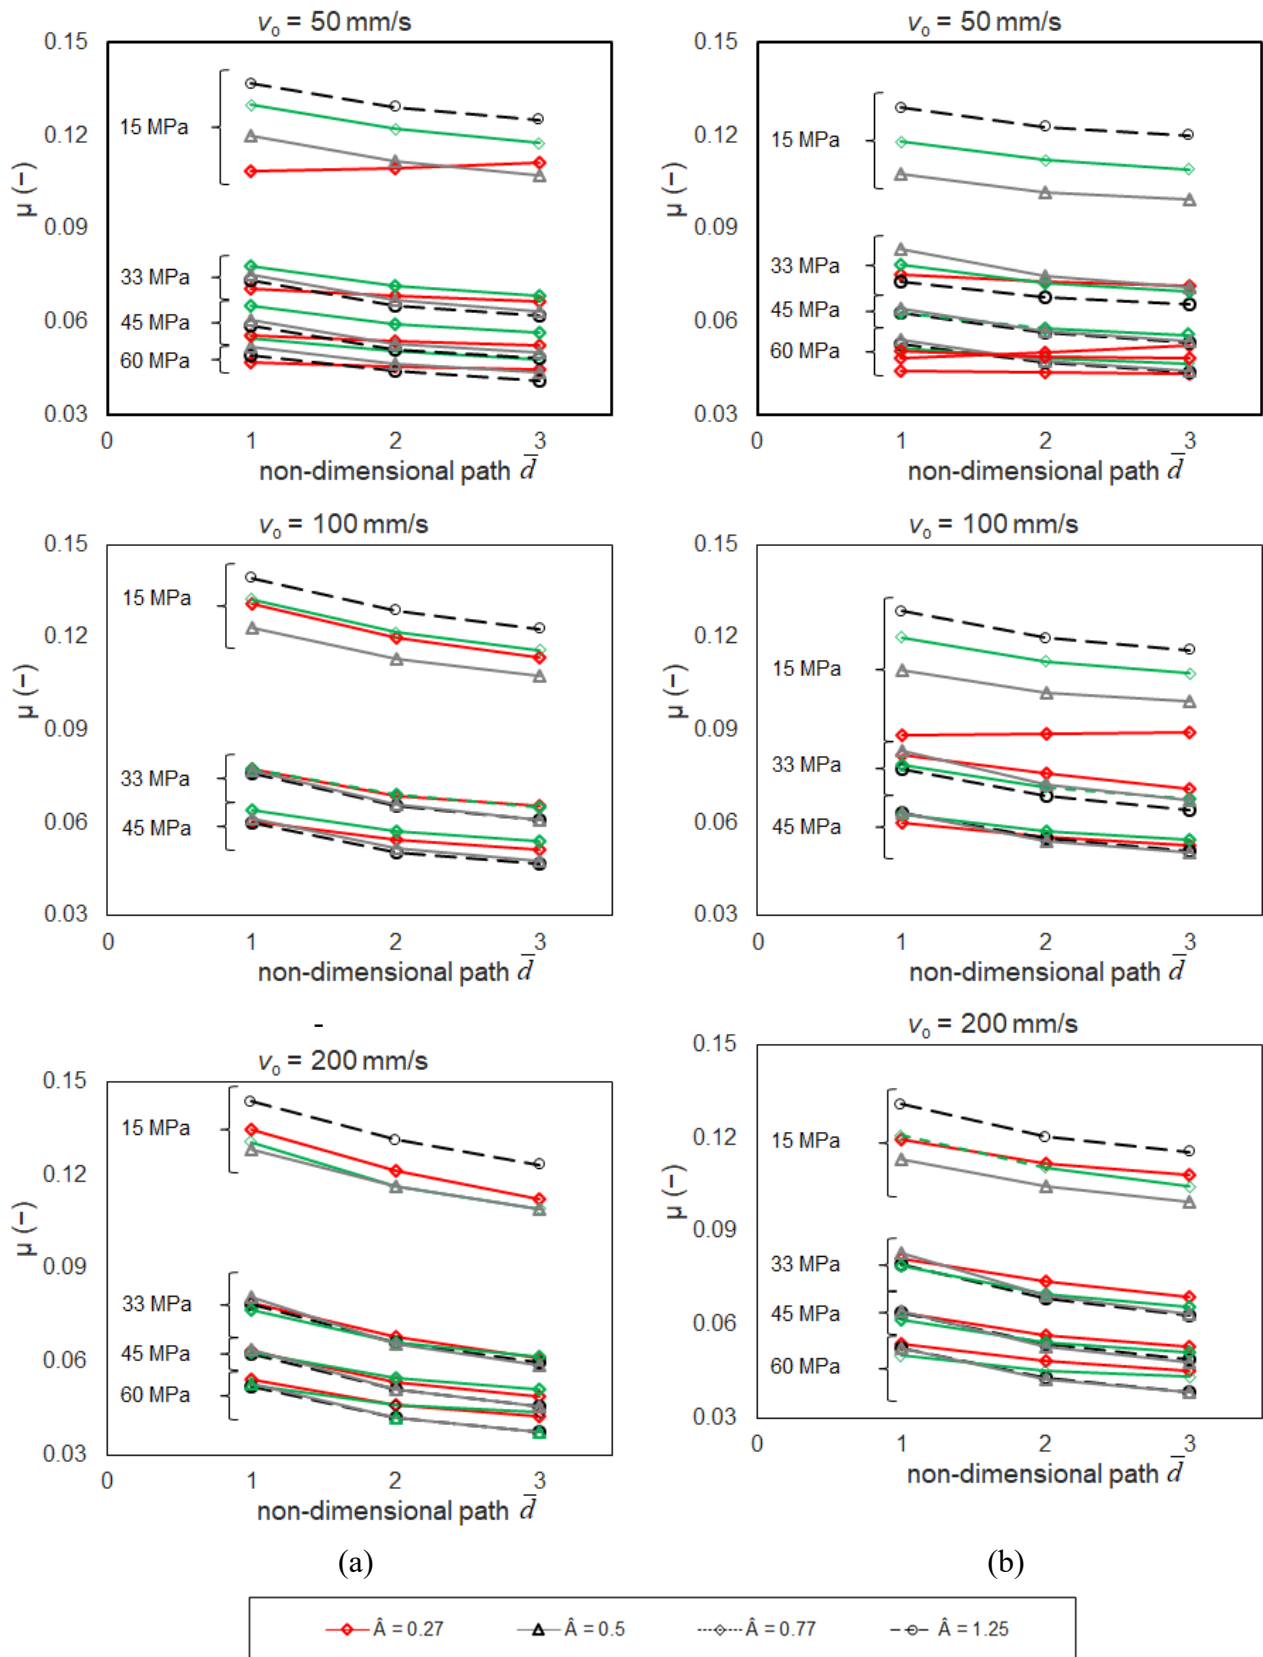 v₀ = 50 mm/s
0.15
0.12
0.09
0.06
0.03
μ (−)
15 MPa
33 MPa
45 MPa
60 MPa
0 1 2 3
non-dimensional path d̅
v₀ = 50 mm/s
0.15
0.12
0.09
0.06
0.03
μ (−)
15 MPa
33 MPa
45 MPa
60 MPa
0 1 2 3
non-dimensional path d̅
v₀ = 100 mm/s
0.15
0.12
0.09
0.06
0.03
μ (−)
15 MPa
33 MPa
45 MPa
0 1 2 3
non-dimensional path d̅
v₀ = 100 mm/s
0.15
0.12
0.09
0.06
0.03
μ (−)
15 MPa
33 MPa
45 MPa
0 1 2 3
non-dimensional path d̅
-
v₀ = 200 mm/s
0.15
0.12
0.09
0.06
0.03
μ (−)
15 MPa
33 MPa
45 MPa
60 MPa
0 1 2 3
non-dimensional path d̅
v₀ = 200 mm/s
0.15
0.12
0.09
0.06
0.03
μ (−)
15 MPa
33 MPa
45 MPa
60 MPa
0 1 2 3
non-dimensional path d̅
(a) (b)
Â = 0.27 Â = 0.5 Â = 0.77 Â = 1.25